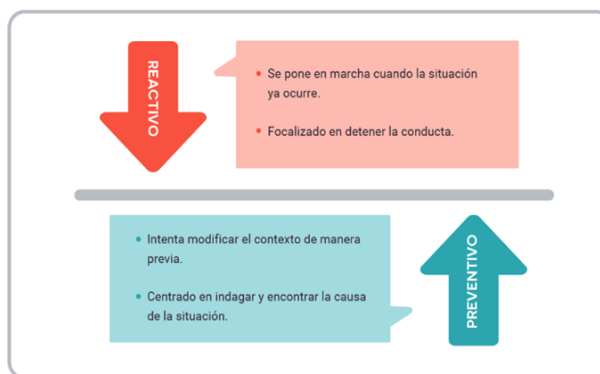 REACTIVO
• Se pone en marcha cuando la situación
ya ocurre.
• Focalizado en detener la conducta.
• Intenta modificar el contexto de manera
previa.
• Centrado en indagar y encontrar la causa
de la situación.
PREVENTIVO